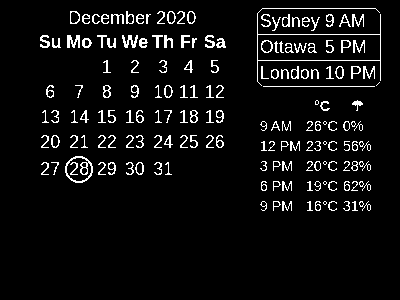 December 2020
Su Mo Tu We Th Fr Sa
1 2 3 4 5
6 7 8 9 10 11 12
13 14 15 16 17 18 19
20 21 22 23 24 25 26
27 28 29 30 31
Sydney 9 AM
Ottawa 5 PM
London 10 PM
°C ☂
9 AM 26°C 0%
12 PM 23°C 56%
3 PM 20°C 28%
6 PM 19°C 62%
9 PM 16°C 31%